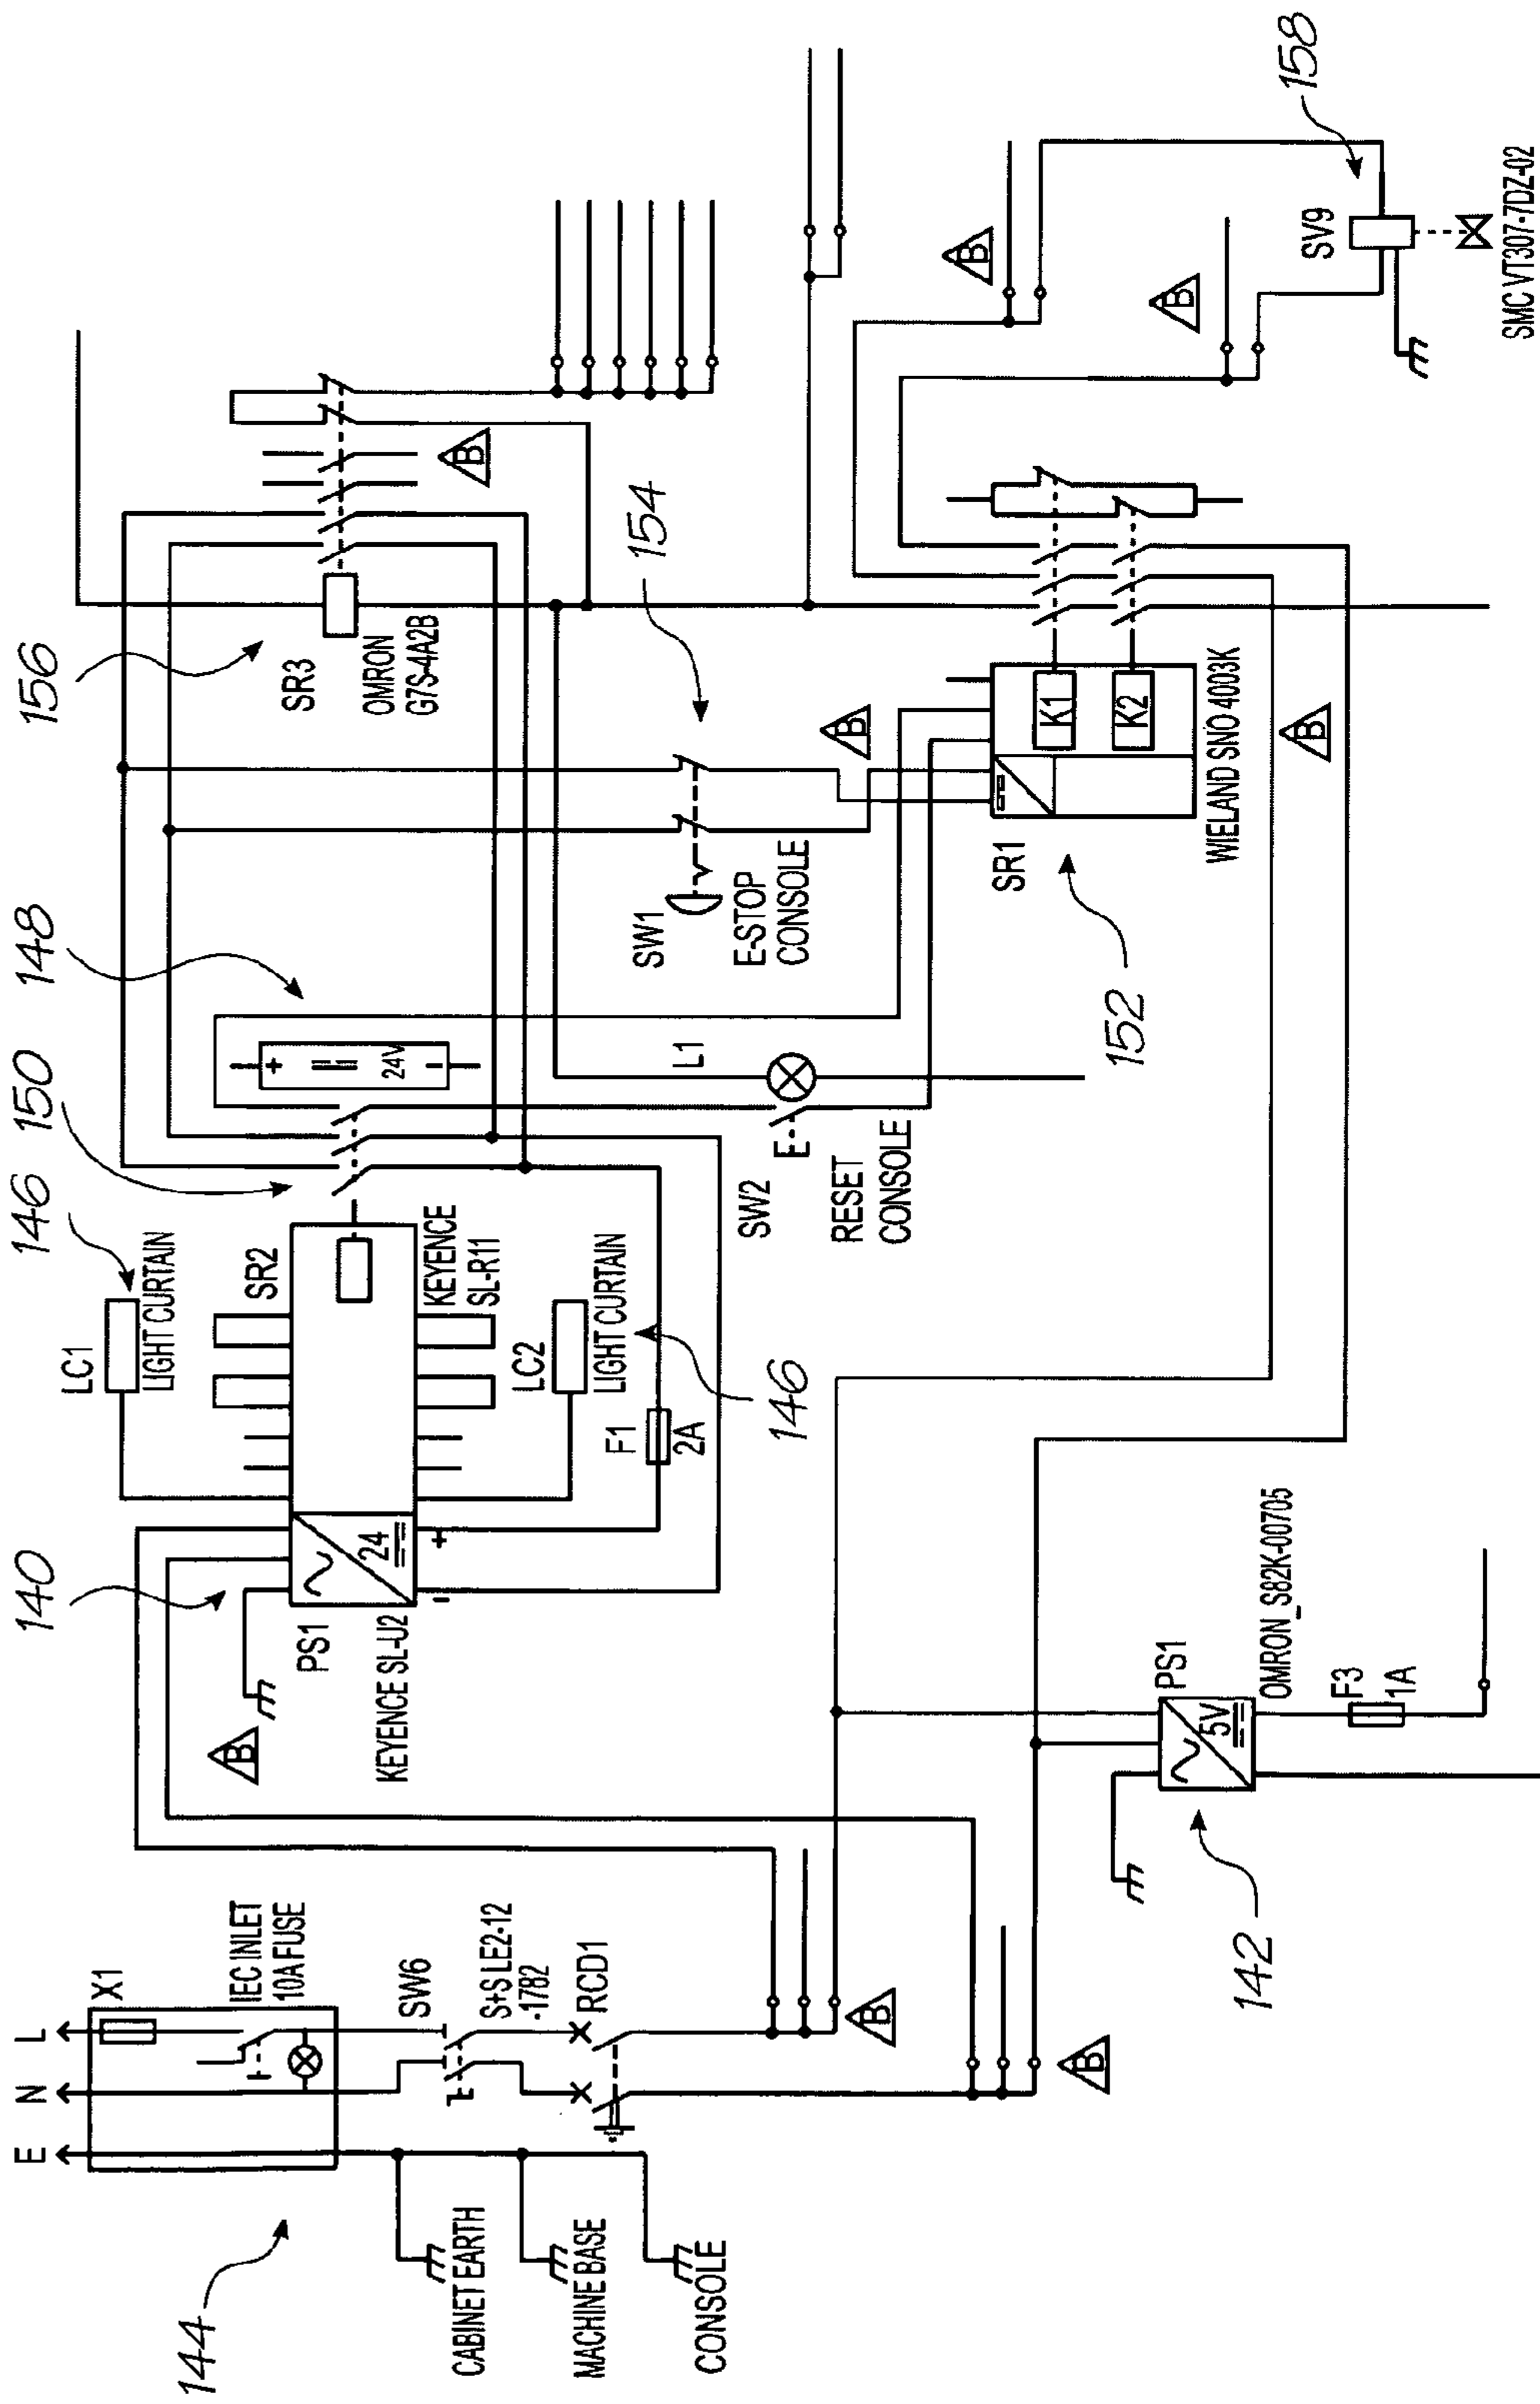 144
E
N
L
X1
IEC INLET
10A FUSE
SW6
S+S LE2-12
-1782
RCD1
CABINET EARTH
MACHINE BASE
CONSOLE
B
B
B
140
PS1
KEYENCE SL-U2
24
-
+
146
LC1
LIGHT CURTAIN
SR2
KEYENCE
SL-R11
LC2
LIGHT CURTAIN
146
F1
2A
150
148
+
24V
-
L1
SW2
RESET
CONSOLE
SW1
E-STOP
CONSOLE
154
156
SR3
OMRON
G7S-4A2B
B
B
SR1
K1
K2
WIELAND SNO 4003K
152
B
B
B
SV9
158
SMC VT307-7DZ-02
142
PS1
5V
OMRON_S82K-00705
F3
1A